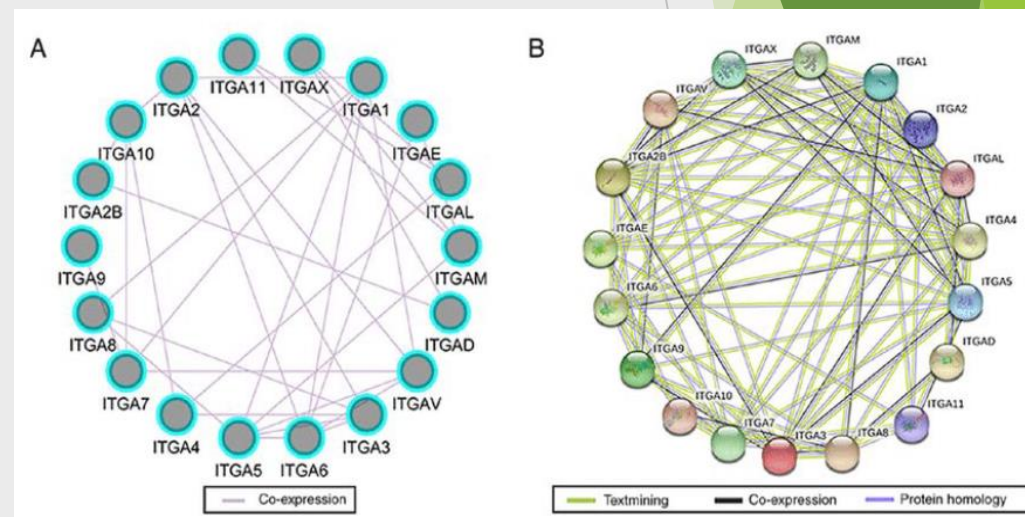 A
ITGA11
ITGAX
ITGA2
ITGA1
ITGA10
ITGAE
ITGA2B
ITGAL
ITGA9
ITGAM
ITGA8
ITGAD
ITGA7
ITGAV
ITGA4
ITGA3
ITGA5
ITGA6
Co-expression
B
ITGAM
ITGAX
ITGA1
ITGAV
ITGA2
ITGA2B
ITGAL
ITGAE
ITGA4
ITGA6
ITGA5
ITGA9
ITGAD
ITGA10
ITGA11
ITGA7
ITGA3
ITGA8
Textmining
Co-expression
Protein homology